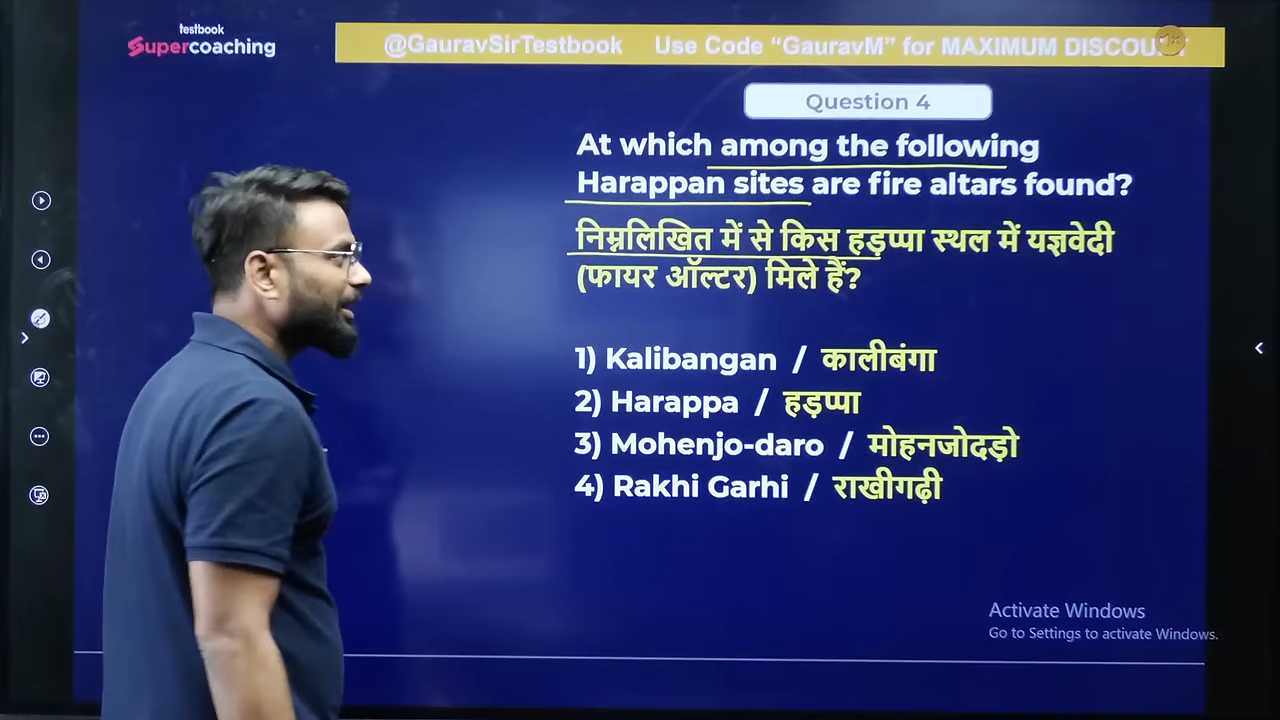 testbook
Supercoaching
@GauravSirTestbook Use Code “GauravM” for MAXIMUM DISCOUNT
Question 4
At which among the following
Harappan sites are fire altars found?
निम्नलिखित में से किस हड़प्पा स्थल में यज्ञवेदी
(फायर ऑल्टर) मिले हैं?
1) Kalibangan / कालीबंगा
2) Harappa / हड़प्पा
3) Mohenjo-daro / मोहनजोदड़ो
4) Rakhi Garhi / राखीगढ़ी
Activate Windows
Go to Settings to activate Windows.